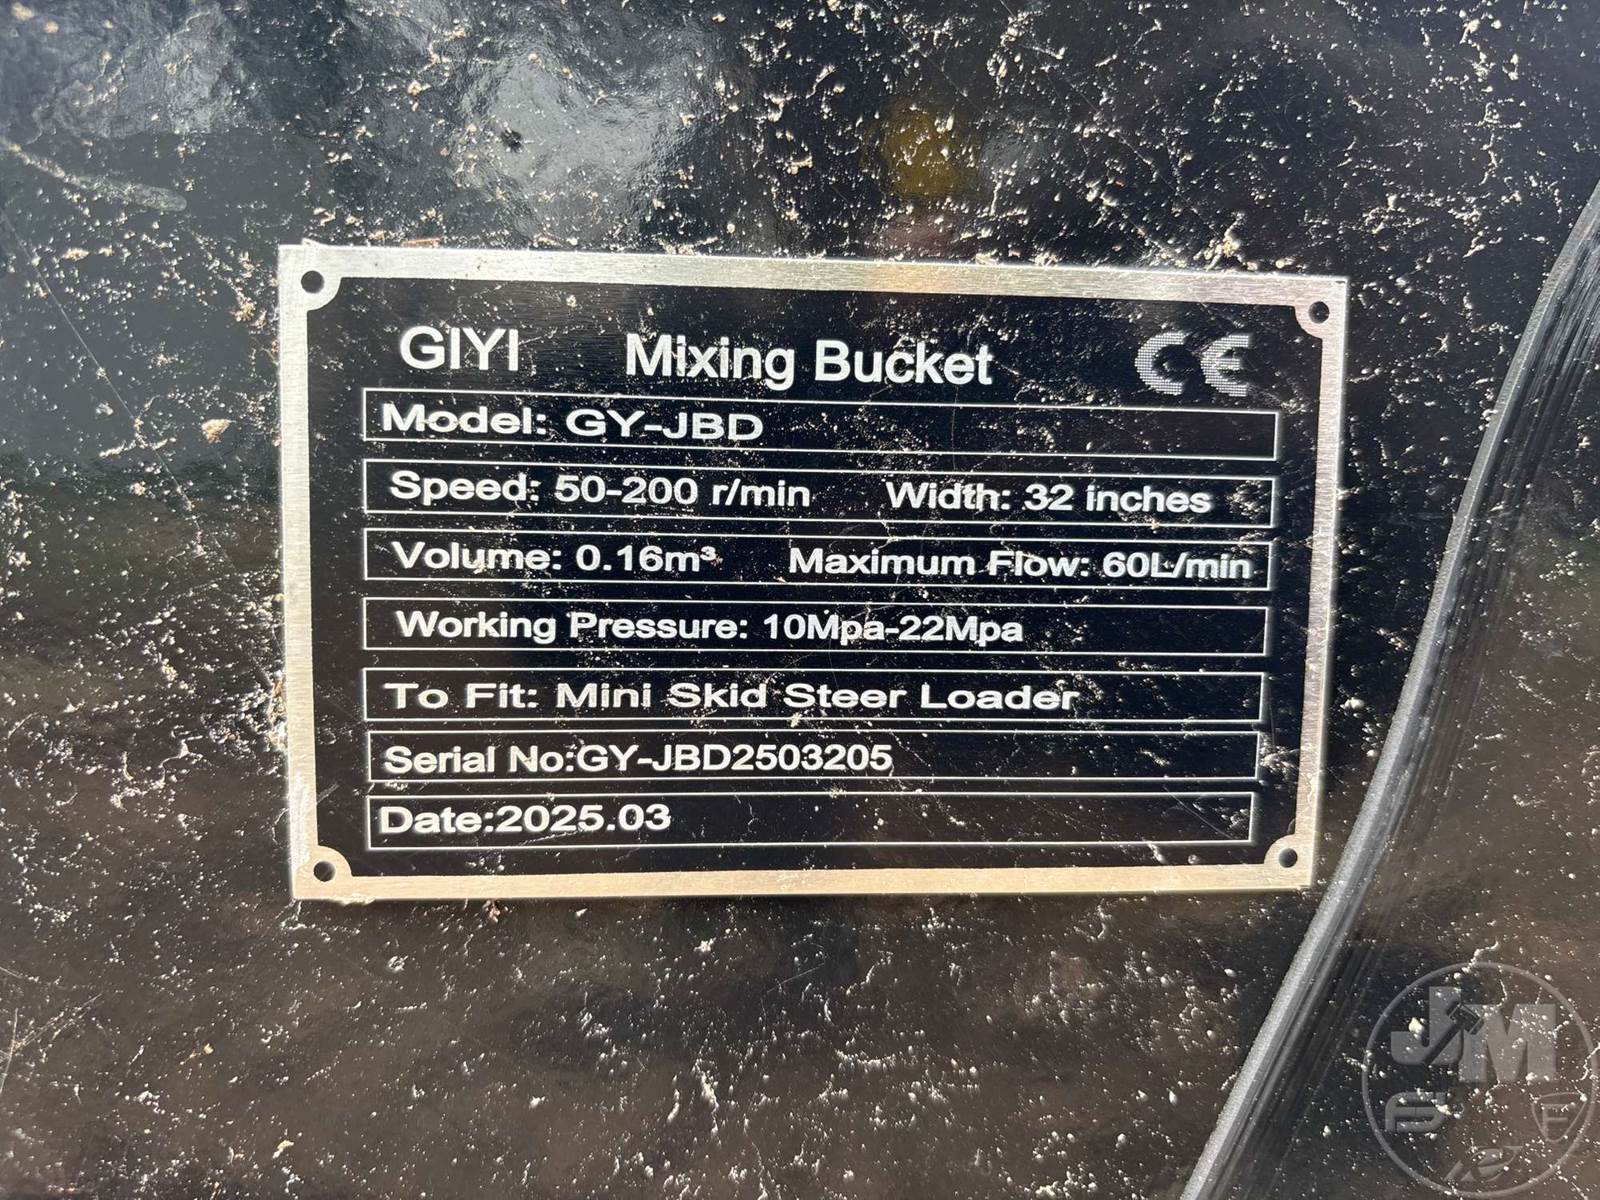 GIYI Mixing Bucket CE
Model: GY-JBD
Speed: 50-200 r/min Width: 32 inches
Volume: 0.16m³ Maximum Flow: 60L/min
Working Pressure: 10Mpa-22Mpa
To Fit: Mini Skid Steer Loader
Serial No:GY-JBD2503205
Date:2025.03
JM